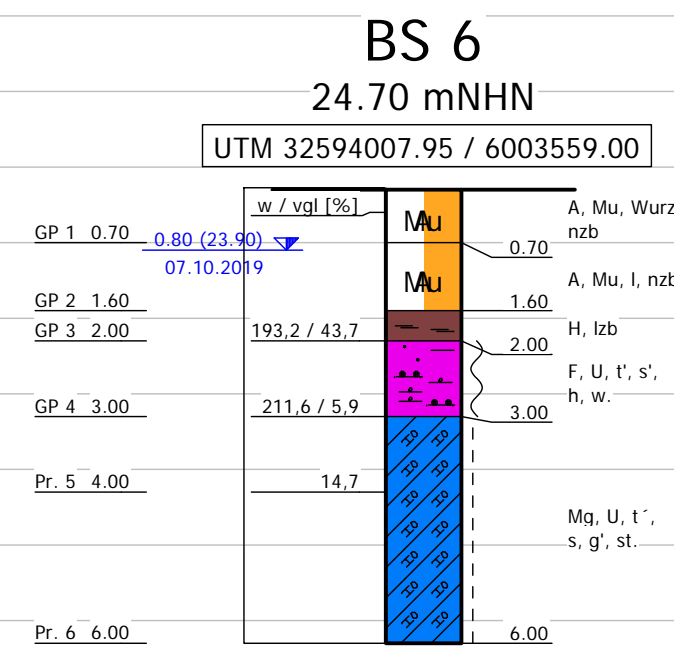 BS 6
24.70 mNHN
UTM 32594007.95 / 6003559.00
w / vgl [%]
A, Mu, Wurz
nzb
GP 1 0.70
0.80 (23.90)
07.10.2019
Mu
0.70
Mu
A, Mu, l, nzb
GP 2 1.60
1.60
GP 3 2.00
193,2 / 43,7
2.00
H, lzb
F, U, t', s',
h, w.
GP 4 3.00
211,6 / 5,9
3.00
Pr. 5 4.00
14,7
Mg, U, t´,
s, g', st.
Pr. 6 6.00
6.00